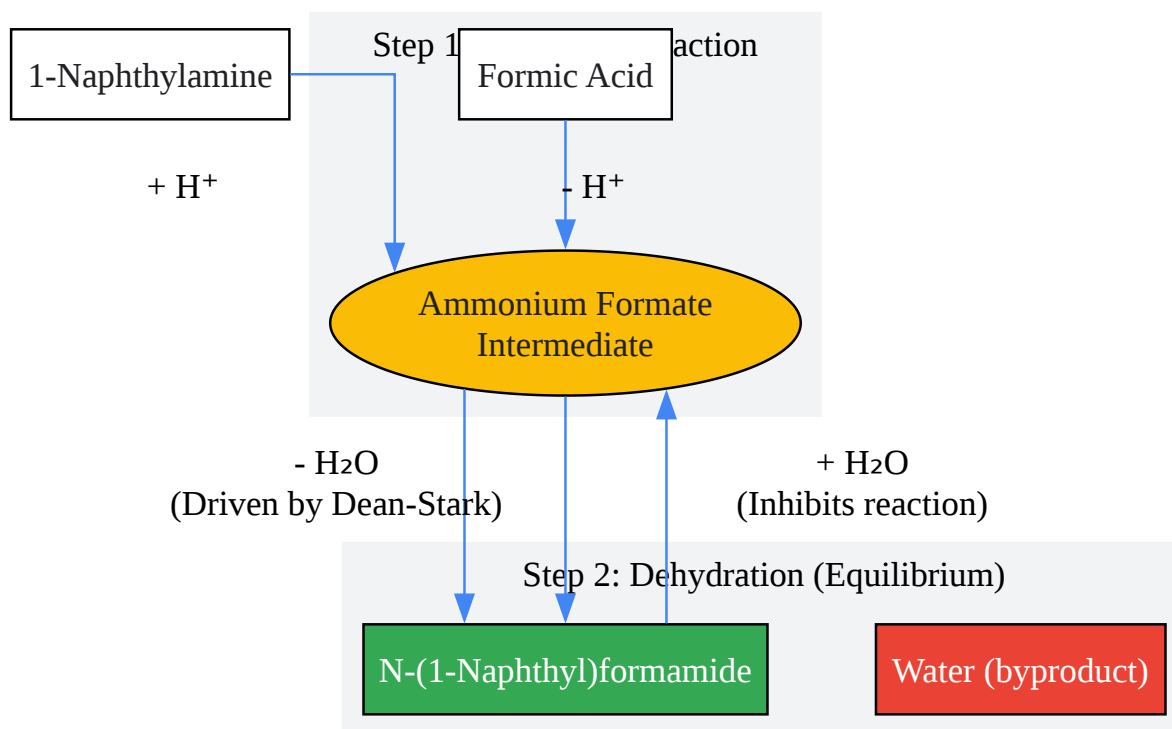 Step 1 action
1-Naphthylamine
Formic Acid
+ H⁺
- H⁺
Ammonium Formate
Intermediate
- H₂O
(Driven by Dean-Stark)
+ H₂O
(Inhibits reaction)
Step 2: Dehydration (Equilibrium)
N-(1-Naphthyl)formamide
Water (byproduct)